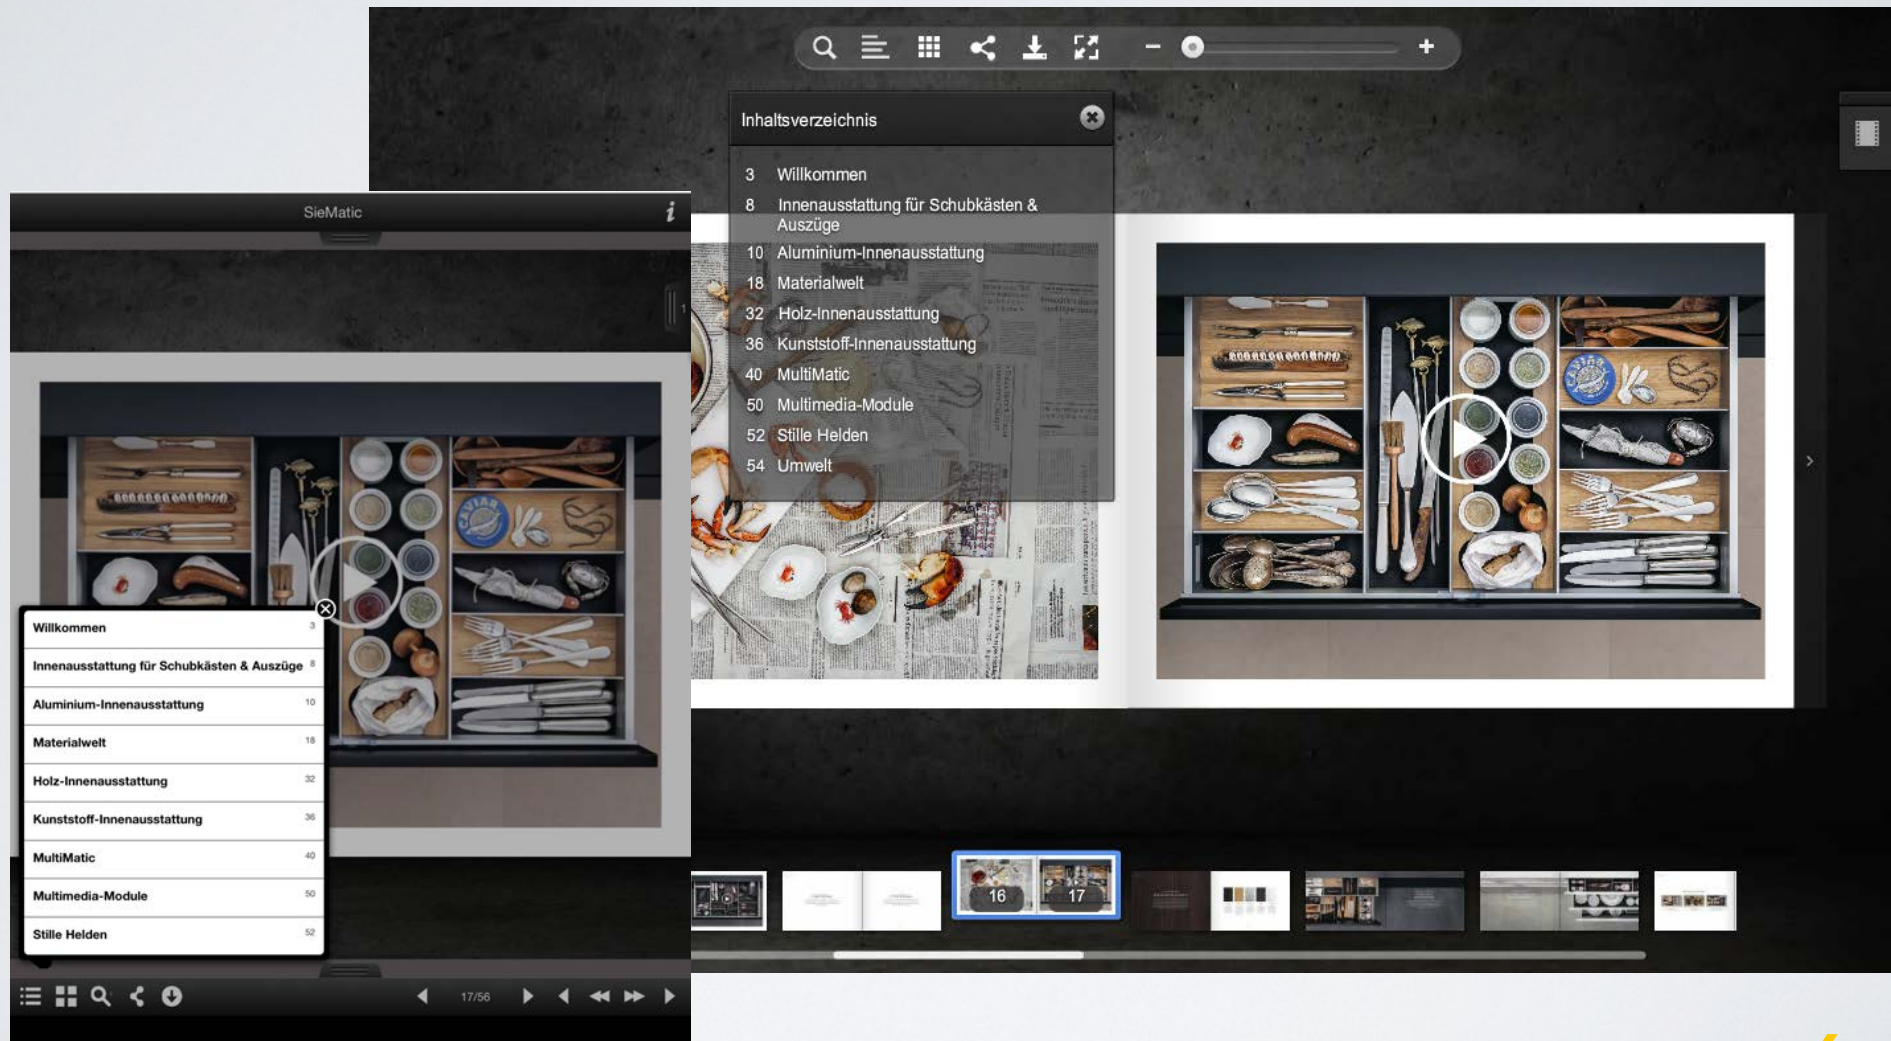 Inhaltsverzeichnis
3 Willkommen
8 Innenausstattung für Schubkästen &
Auszüge
10 Aluminium-Innenausstattung
18 Materialwelt
32 Holz-Innenausstattung
36 Kunststoff-Innenausstattung
40 MultiMatic
50 Multimedia-Module
52 Stille Helden
54 Umwelt
16 17
SieMatic
1
CAVIAR
Willkommen 3
Innenausstattung für Schubkästen & Auszüge 8
Aluminium-Innenausstattung 10
Materialwelt 18
Holz-Innenausstattung 32
Kunststoff-Innenausstattung 36
MultiMatic 40
Multimedia-Module 50
Stille Helden 52
17/56